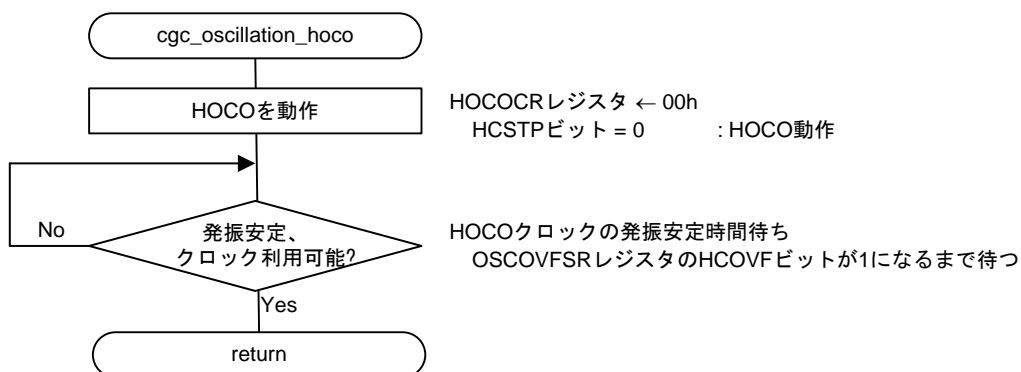 cgc_oscillation_hoco
HOCOを動作
HOCOCRレジスタ ← 00h
HCSTPビット = 0 : HOCO動作
No
発振安定、
クロック利用可能?
HOCOクロックの発振安定時間待ち
OSCOVFSRレジスタのHCOVFビットが1になるまで待つ
Yes
return